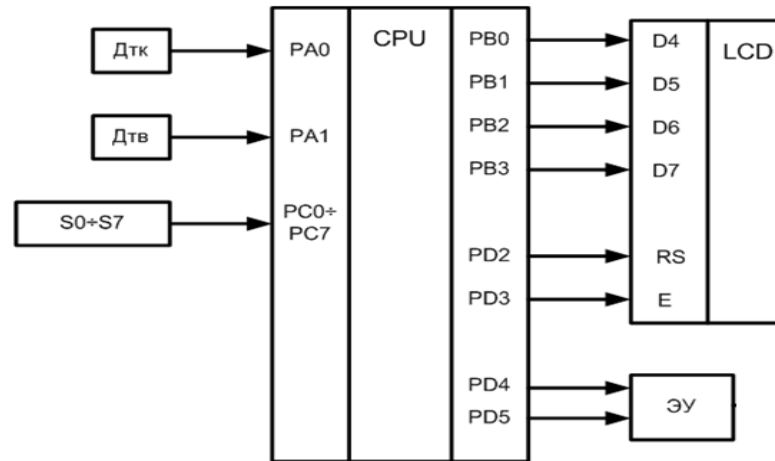 Дтк
Дтв
S0÷S7
PA0
PA1
PC0÷
PC7
CPU
PB0
PB1
PB2
PB3
PD2
PD3
PD4
PD5
D4
D5
D6
D7
RS
E
LCD
ЭУ